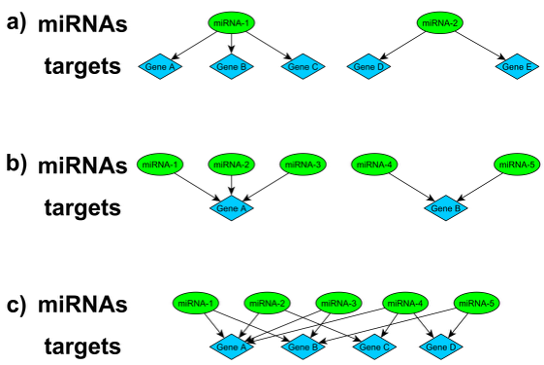 a) miRNAs miRNA-1 miRNA-2
targets Gene A Gene B Gene C Gene D Gene E
b) miRNAs miRNA-1 miRNA-2 miRNA-3 miRNA-4 miRNA-5
targets Gene A Gene B
c) miRNAs miRNA-1 miRNA-2 miRNA-3 miRNA-4 miRNA-5
targets Gene A Gene B Gene C Gene D